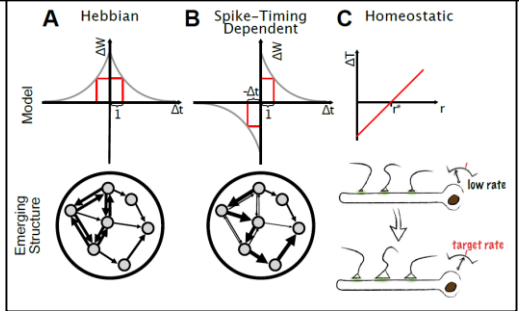 A Hebbian
B Spike-Timing
Dependent
C Homeostatic
Model
ΔW
Δt
1
ΔW
-Δt
Δt
1
ΔT
r*
r
Emerging
Structure
low rate
target rate